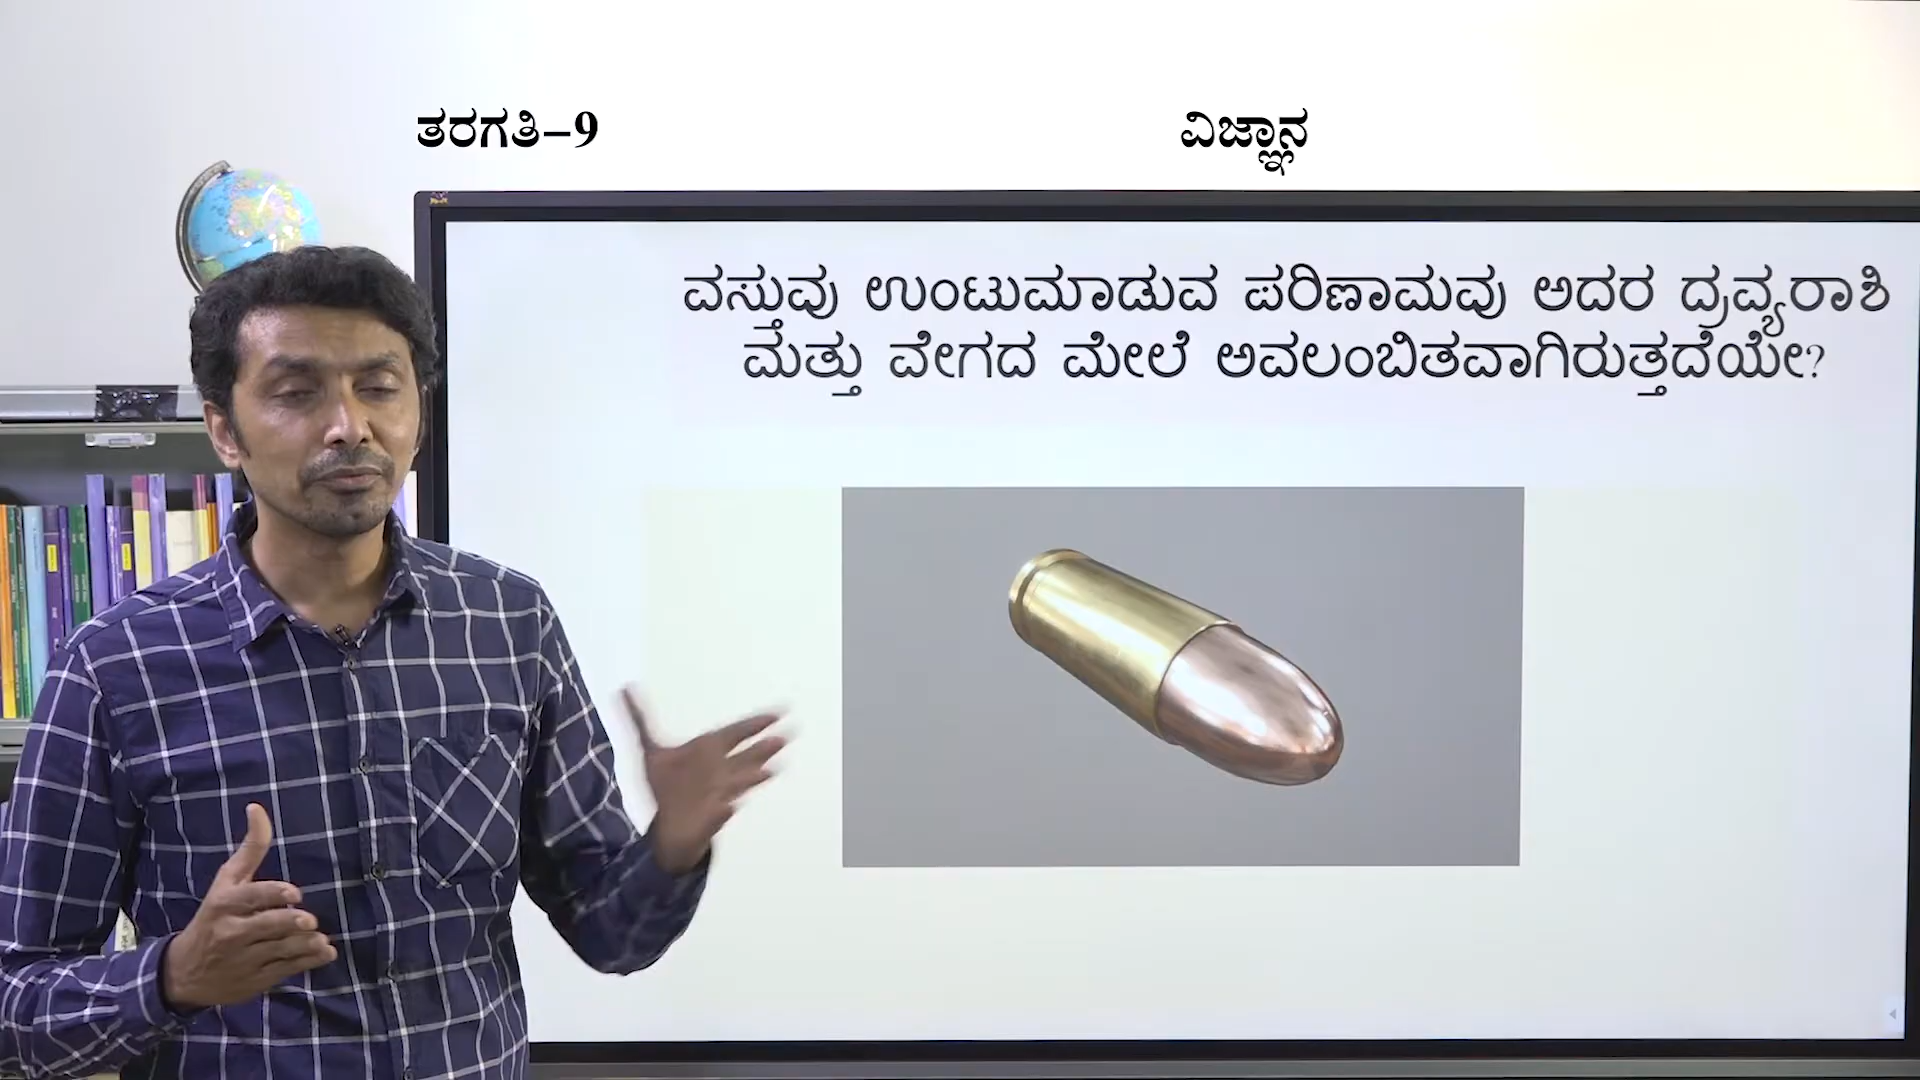 ತರಗತಿ–9
ವಿಜ್ಞಾನ
ವಸ್ತುವು ಉಂಟುಮಾಡುವ ಪರಿಣಾಮವು ಅದರ ದ್ರವ್ಯರಾಶಿ
ಮತ್ತು ವೇಗದ ಮೇಲೆ ಅವಲಂಬಿತವಾಗಿರುತ್ತದೆಯೇ?